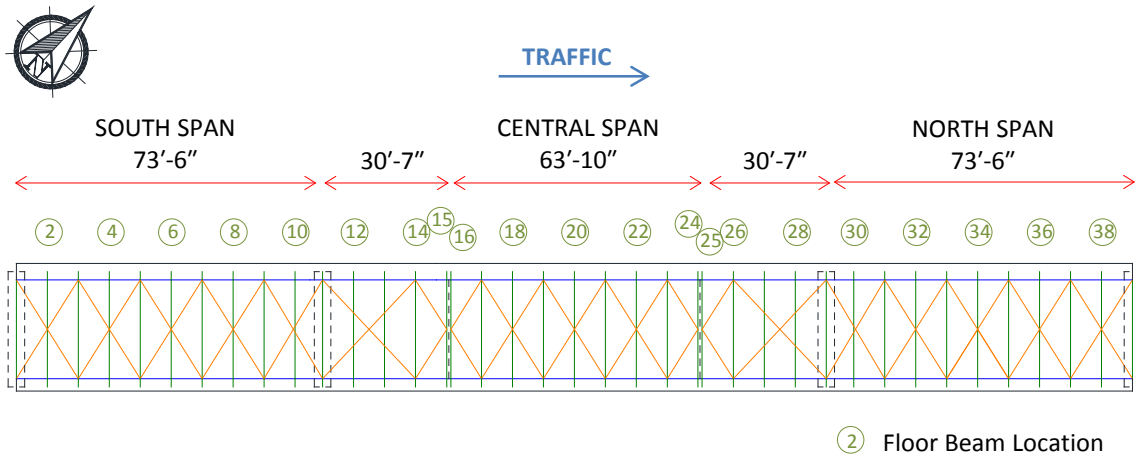 TRAFFIC
SOUTH SPAN
73′-6″
30′-7″
CENTRAL SPAN
63′-10″
30′-7″
NORTH SPAN
73′-6″
2 4 6 8 10 12 14 15 16 18 20 22 24 25 26 28 30 32 34 36 38
2 Floor Beam Location